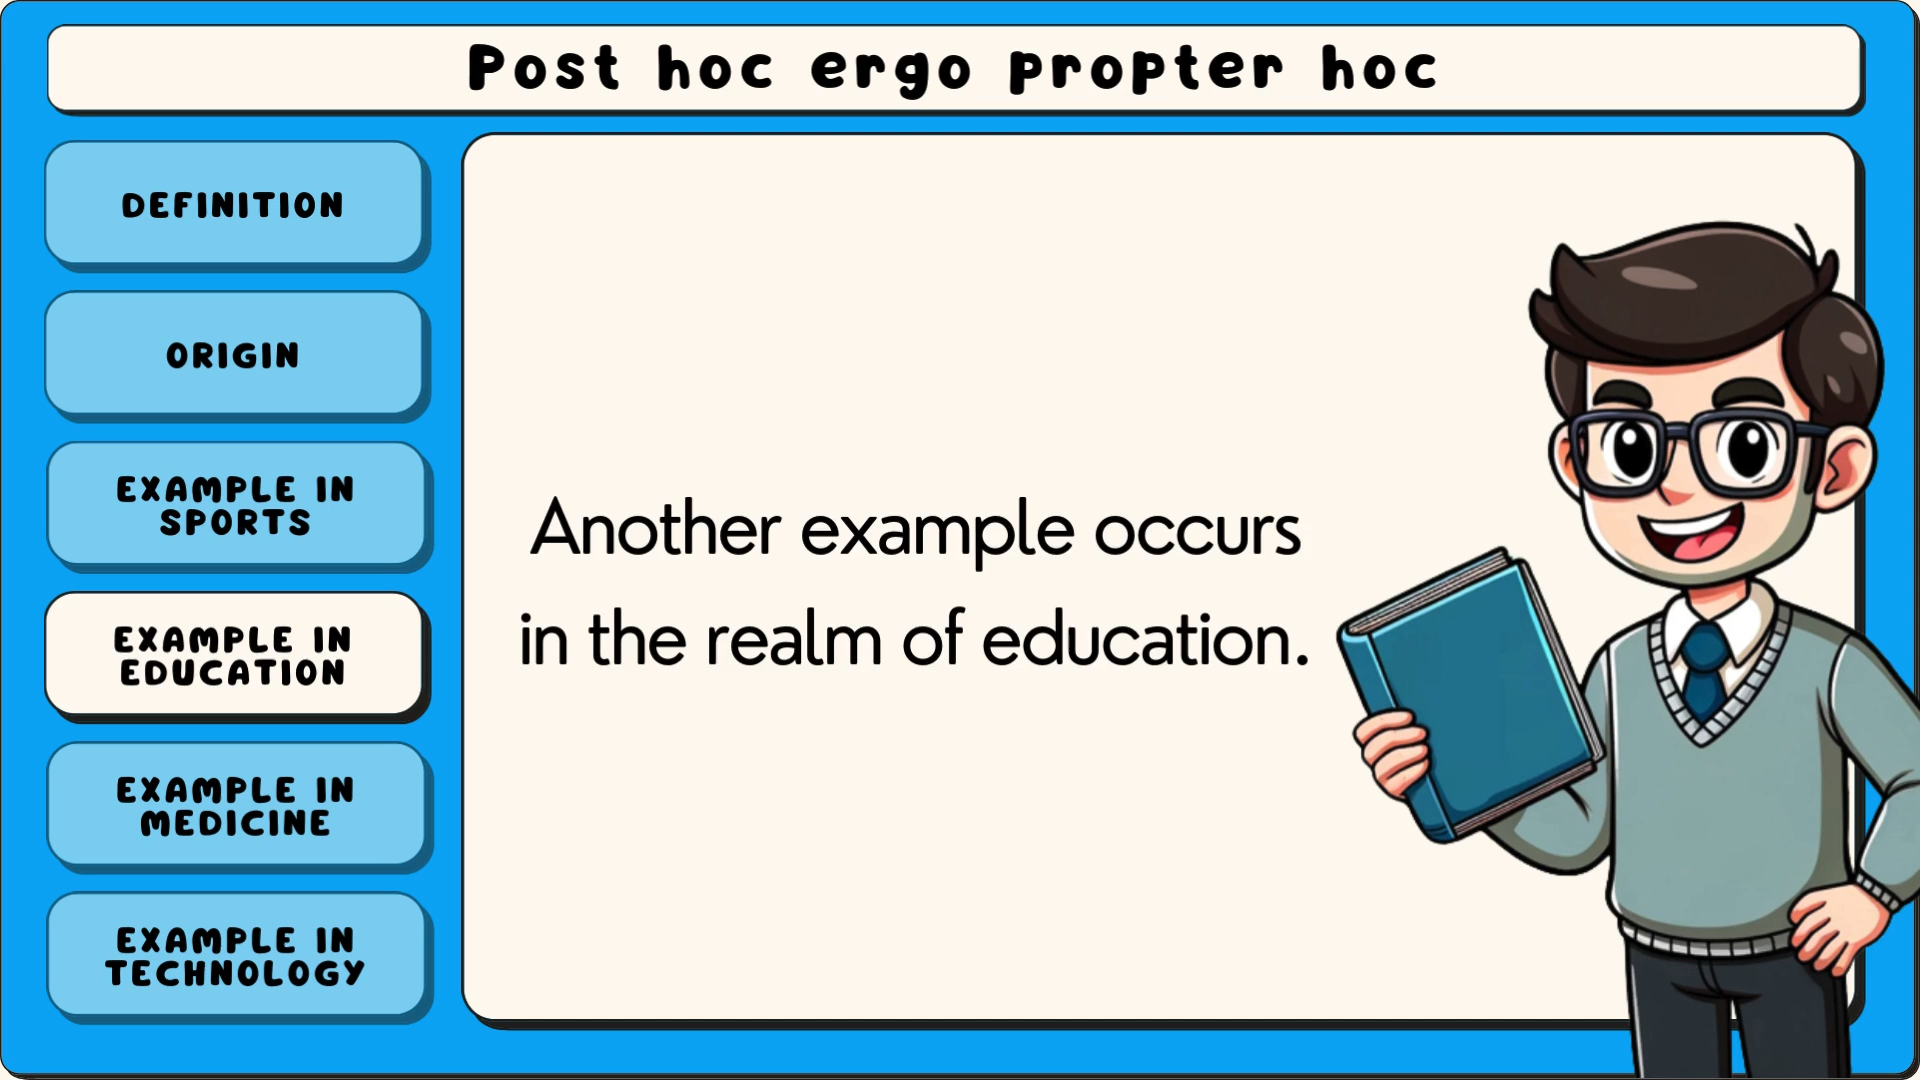 Post hoc ergo propter hoc
DEFINITION
ORIGIN
EXAMPLE IN
SPORTS
EXAMPLE IN
EDUCATION
EXAMPLE IN
MEDICINE
EXAMPLE IN
TECHNOLOGY
Another example occurs
in the realm of education.